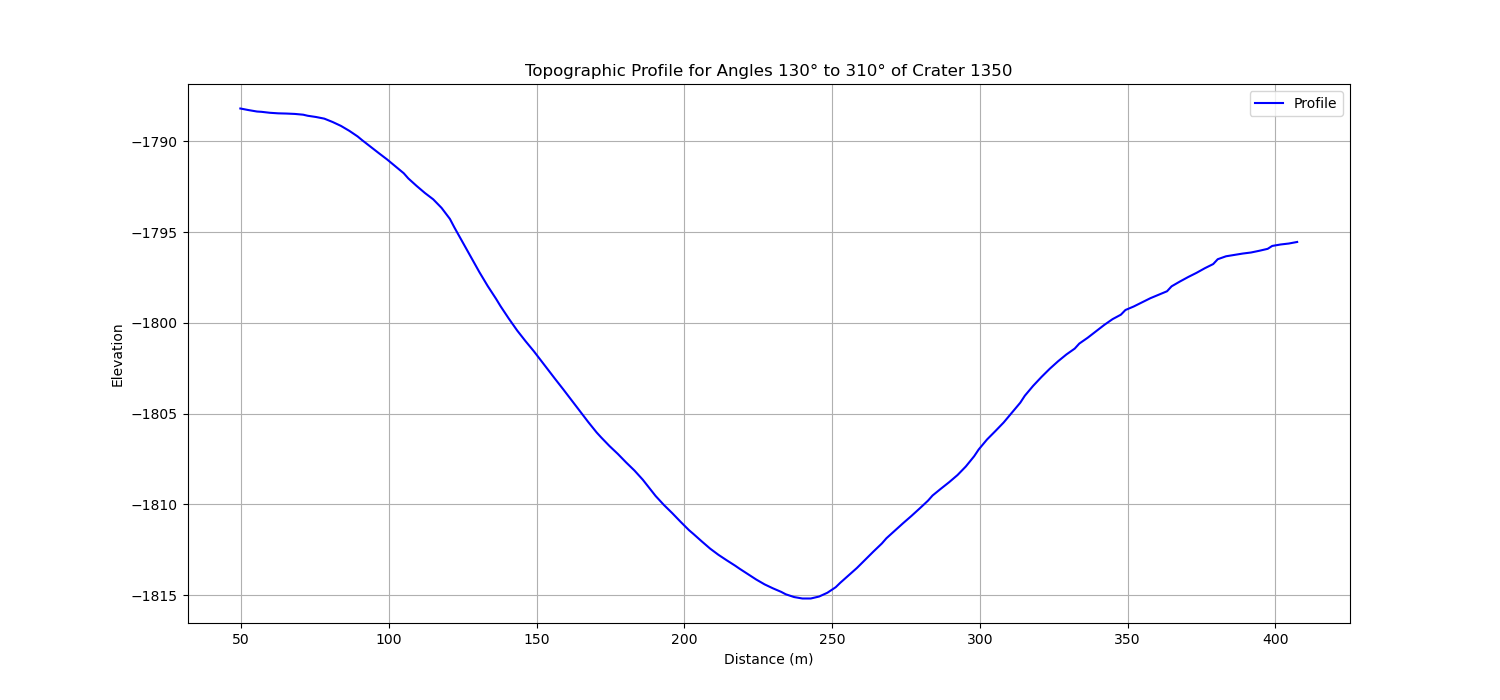 Topographic Profile for Angles 130° to 310° of Crater 1350
Profile
−1790
−1795
−1800
−1805
−1810
−1815
Elevation
50 100 150 200 250 300 350 400
Distance (m)